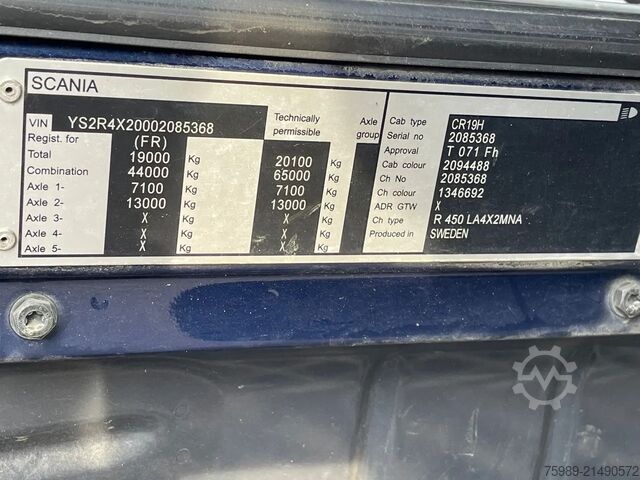 SCANIA
VIN YS2R4X20002085368 Technically permissible Axle group
Regist. for (FR)
Total 19000 Kg 20100 Kg
Combination 44000 Kg 65000 Kg
Axle 1- 7100 Kg 7100 Kg
Axle 2- 13000 Kg 13000 Kg
Axle 3- X Kg X Kg
Axle 4- X Kg X Kg
Axle 5- X Kg X Kg
Cab type CR19H
Serial no 2085368
Approval T 071 Fh
Cab colour 2094488
Ch No 2085368
Ch colour 1346692
ADR GTW X
Ch type R 450 LA4X2MNA
Produced in SWEDEN
75989-21490572